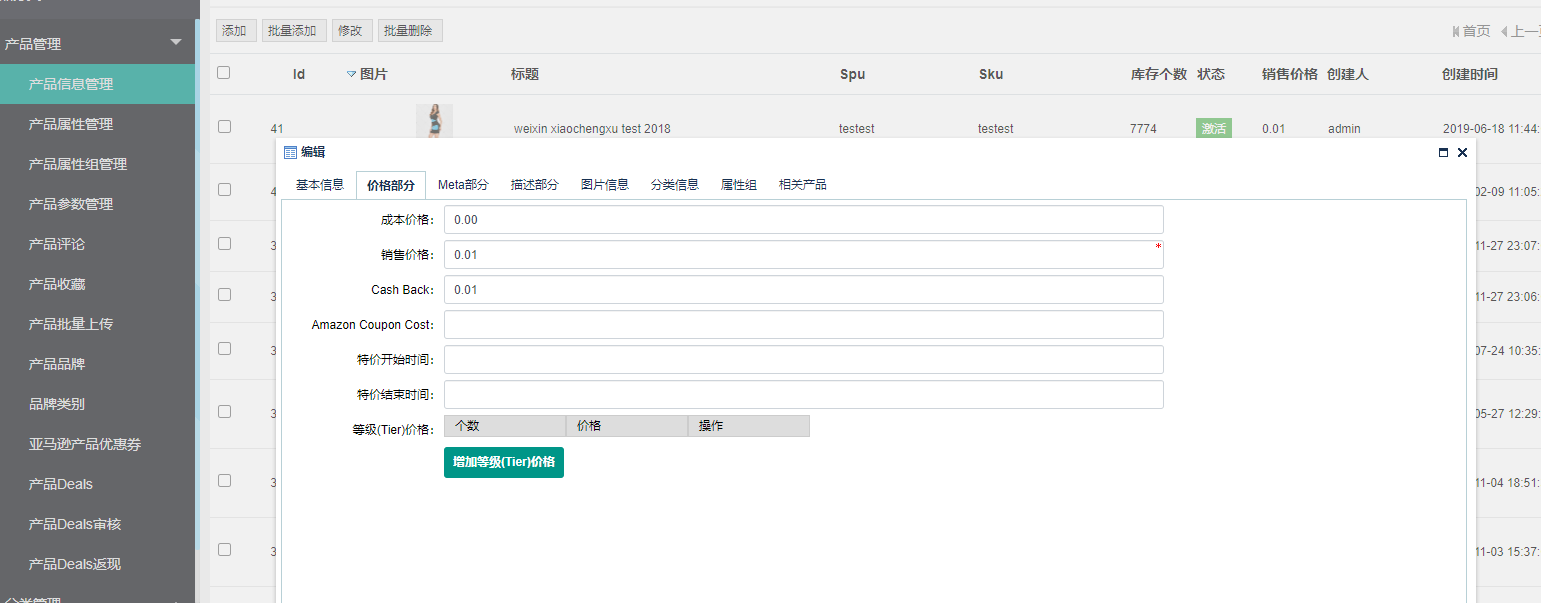 产品管理
产品信息管理
产品属性管理
产品属性组管理
产品参数管理
产品评论
产品收藏
产品批量上传
产品品牌
品牌类别
亚马逊产品优惠券
产品Deals
产品Deals审核
产品Deals返现
分类管理
添加 批量添加 修改 批量删除 首页 上一
Id 图片 标题 Spu Sku 库存个数 状态 销售价格 创建人 创建时间
41 weixin xiaochengxu test 2018 testest testest 7774 激活 0.01 admin 2019-06-18 11:44:
编辑
基本信息 价格部分 Meta部分 描述部分 图片信息 分类信息 属性组 相关产品
成本价格: 0.00
销售价格: 0.01 *
Cash Back: 0.01
Amazon Coupon Cost:
特价开始时间:
特价结束时间:
等级(Tier)价格: 个数 价格 操作
增加等级(Tier)价格
4 02-09 11:05:
3 11-27 23:07:
3 11-27 23:06:
3 07-24 10:35:
3 05-27 12:29:
3 11-04 18:51:
3 11-03 15:37: